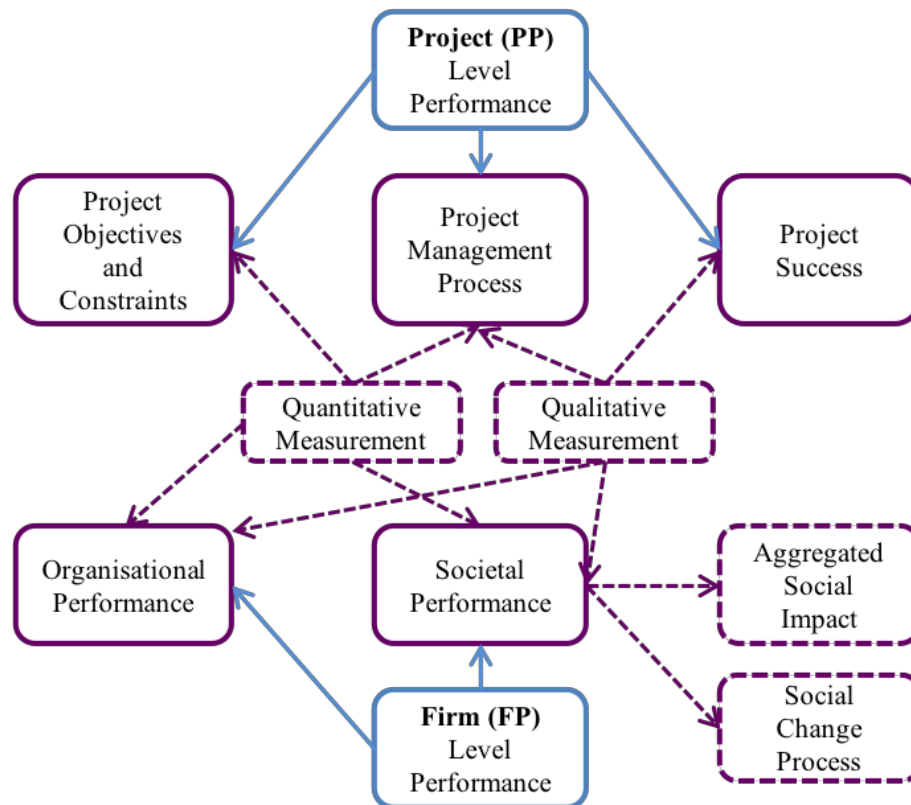 Project (PP)
Level
Performance
Project
Objectives
and
Constraints
Project
Management
Process
Project
Success
Quantitative
Measurement
Qualitative
Measurement
Organisational
Performance
Societal
Performance
Aggregated
Social
Impact
Firm (FP)
Level
Performance
Social
Change
Process